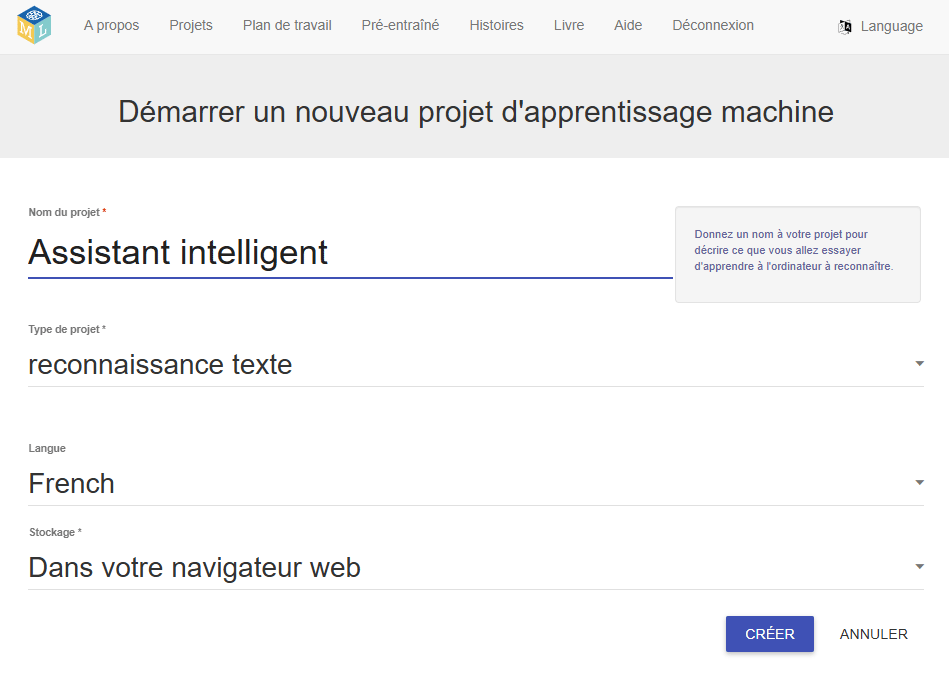 M L
A propos Projets Plan de travail Pré-entraîné Histoires Livre Aide Déconnexion Language
Démarrer un nouveau projet d'apprentissage machine
Nom du projet *
Assistant intelligent
Donnez un nom à votre projet pour
décrire ce que vous allez essayer
d'apprendre à l'ordinateur à reconnaître.
Type de projet *
reconnaissance texte
Langue
French
Stockage *
Dans votre navigateur web
CRÉER ANNULER